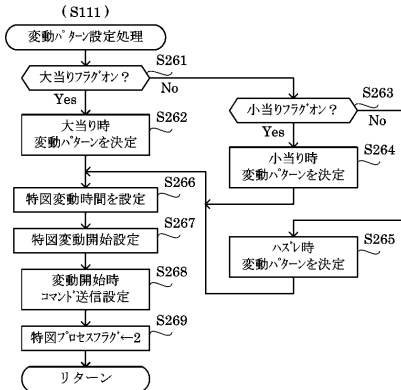 (S111)
変動ﾊﾟﾀｰﾝ設定処理
S261
大当りﾌﾗｸﾞｵﾝ?
No
Yes
S262
大当り時
変動ﾊﾟﾀｰﾝを決定
S263
小当りﾌﾗｸﾞｵﾝ?
No
Yes
S264
小当り時
変動ﾊﾟﾀｰﾝを決定
S266
特図変動時間を設定
S267
特図変動開始設定
S265
ﾊｽﾞﾚ時
変動ﾊﾟﾀｰﾝを決定
S268
変動開始時
ｺﾏﾝﾄﾞ送信設定
S269
特図ﾌﾟﾛｾｽﾌﾗｸﾞ←2
リターン